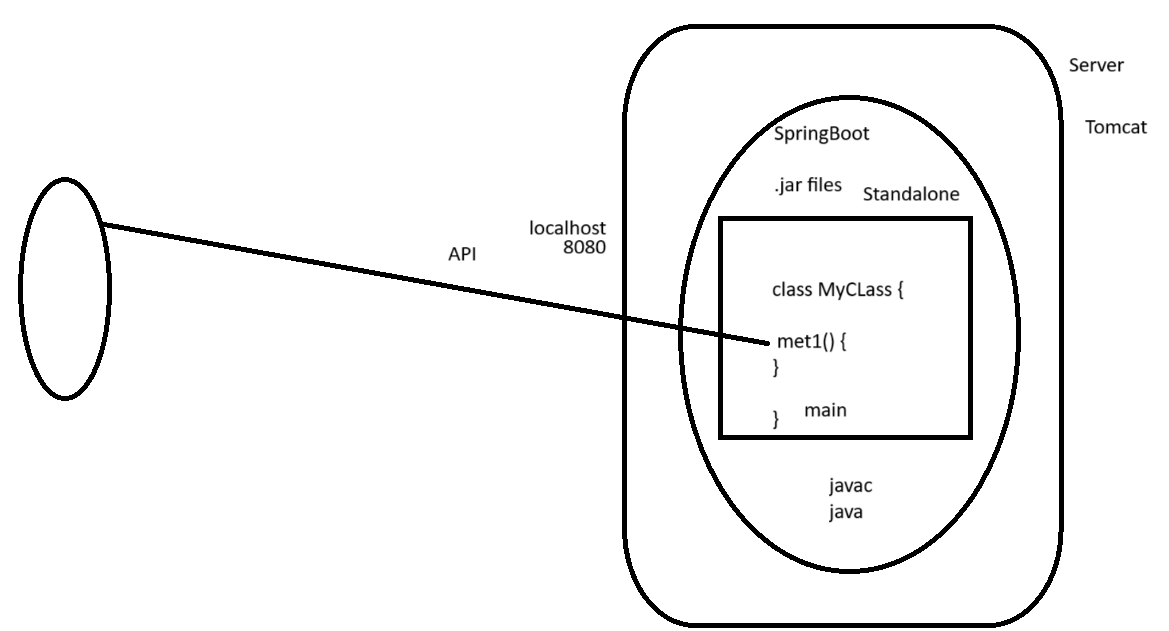 Server
Tomcat
SpringBoot
.jar files
Standalone
localhost
8080
API
class MyCLass {
met1() {
}
main
}
javac
java